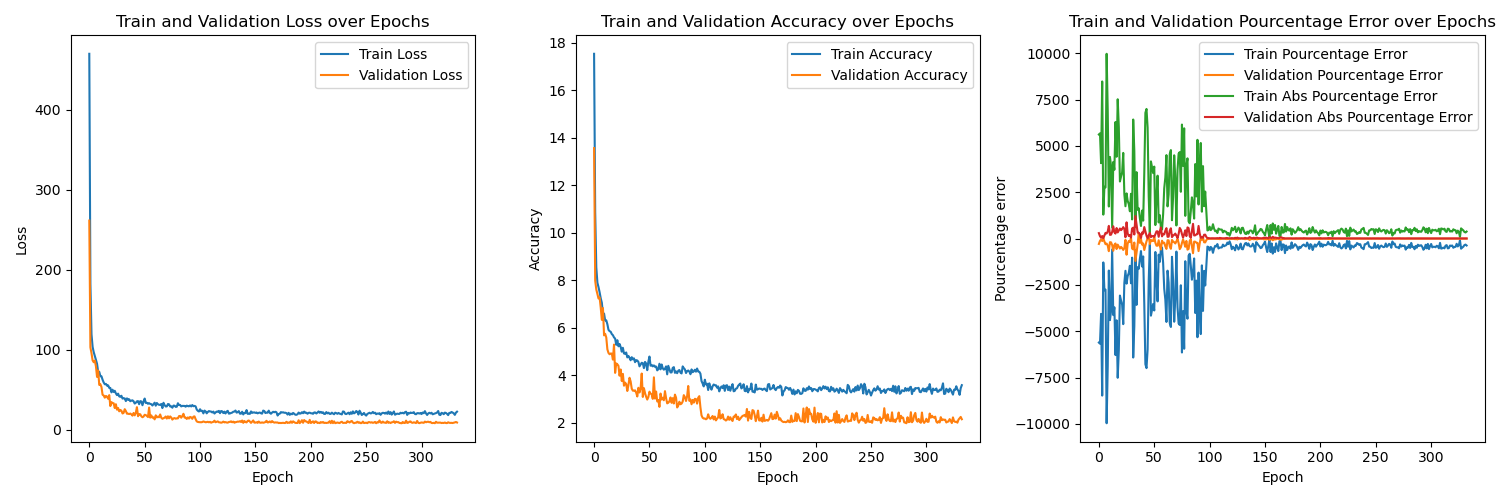 Train and Validation Loss over Epochs
Loss
400
300
200
100
0
Train Loss
Validation Loss
0 50 100 150 200 250 300
Epoch
Train and Validation Accuracy over Epochs
Accuracy
18
16
14
12
10
8
6
4
2
Train Accuracy
Validation Accuracy
0 50 100 150 200 250 300
Epoch
Train and Validation Pourcentage Error over Epochs
Pourcentage error
10000
7500
5000
2500
0
−2500
−5000
−7500
−10000
Train Pourcentage Error
Validation Pourcentage Error
Train Abs Pourcentage Error
Validation Abs Pourcentage Error
0 50 100 150 200 250 300
Epoch